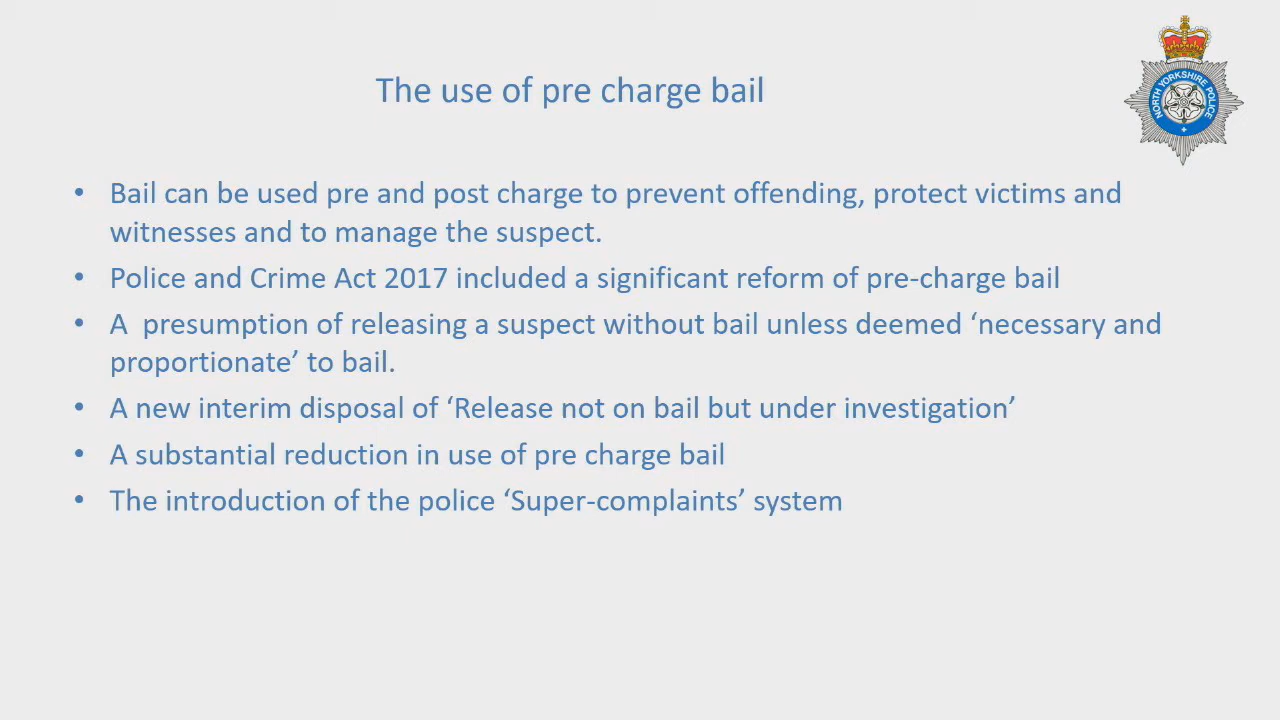 The use of pre charge bail
NORTH YORKSHIRE POLICE
• Bail can be used pre and post charge to prevent offending, protect victims and
witnesses and to manage the suspect.
• Police and Crime Act 2017 included a significant reform of pre-charge bail
• A  presumption of releasing a suspect without bail unless deemed ‘necessary and
proportionate’ to bail.
• A new interim disposal of ‘Release not on bail but under investigation’
• A substantial reduction in use of pre charge bail
• The introduction of the police ‘Super-complaints’ system